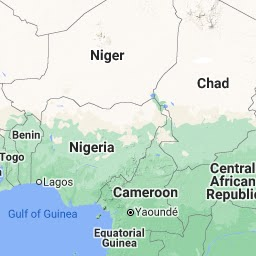 Niger
Chad
Benin
Nigeria
Togo
Lagos
Central
African
Republic
Cameroon
Gulf of Guinea
Yaoundé
Equatorial
Guinea